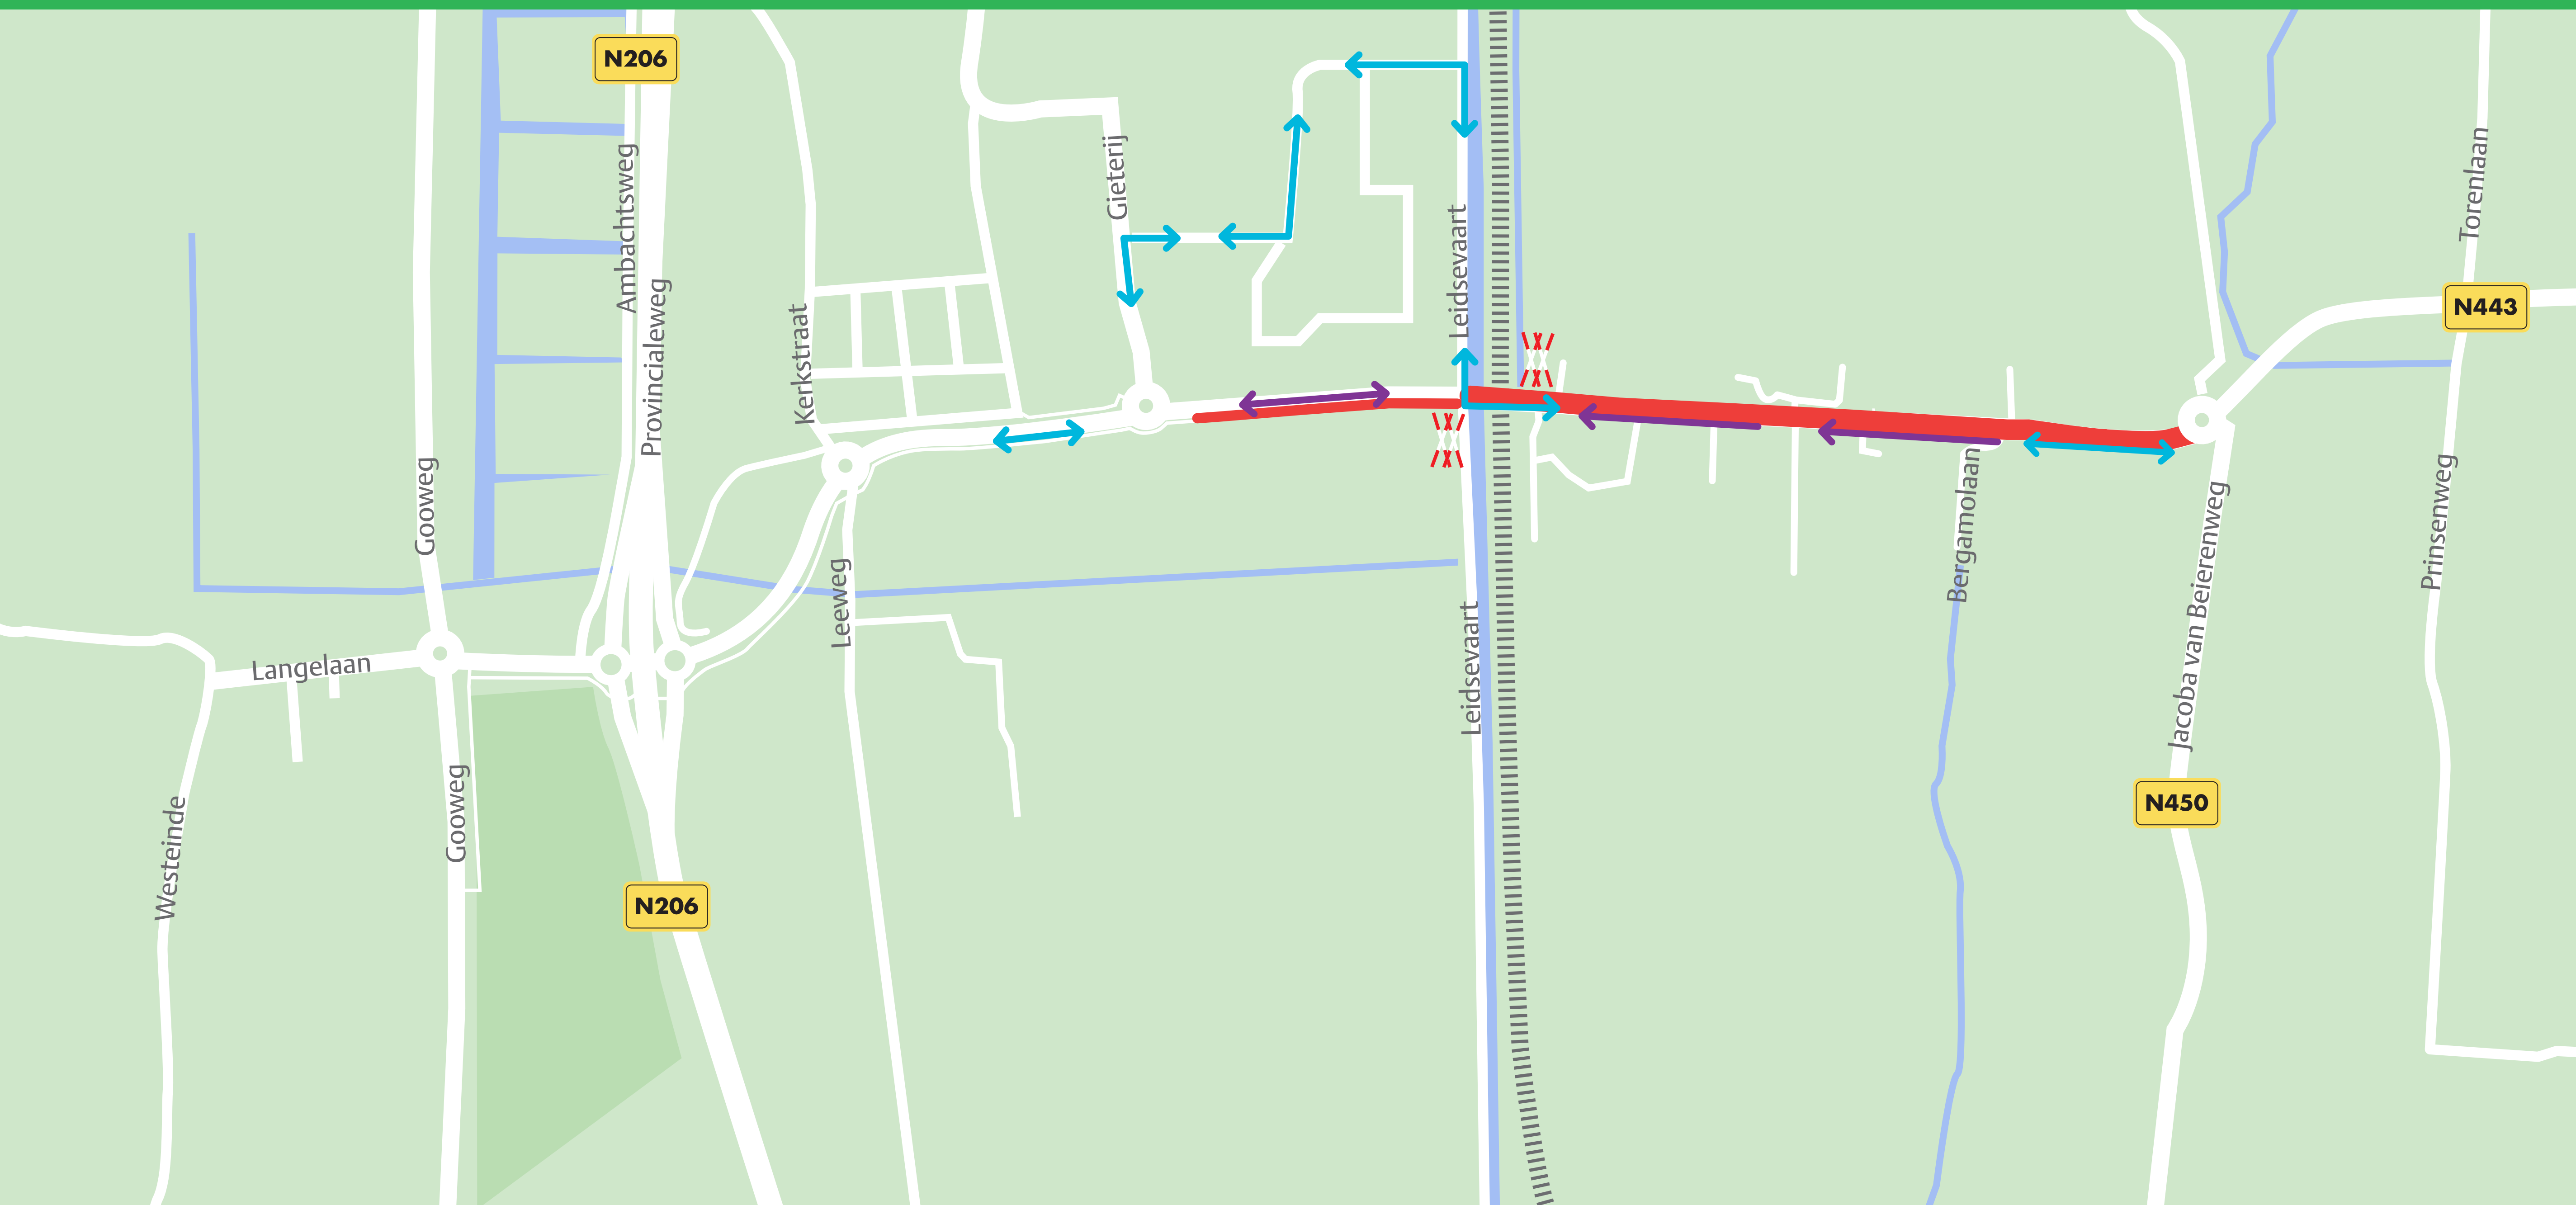 N206
Ambachtsweg
Provincialeweg
Gieterij
Leidsevaart
Torenlaan
N443
Kerkstraat
Gooweg
Leeweg
Bergamolaan
Jacoba van Beierenweg
Prinsenweg
Langelaan
Leidsevaart
Gooweg
Westeinde
N450
N206